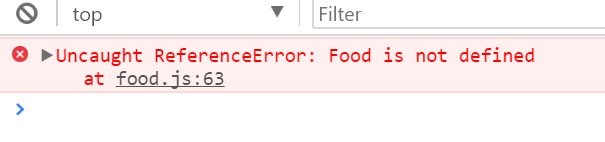 top Filter
Uncaught ReferenceError: Food is not defined
at food.js:63